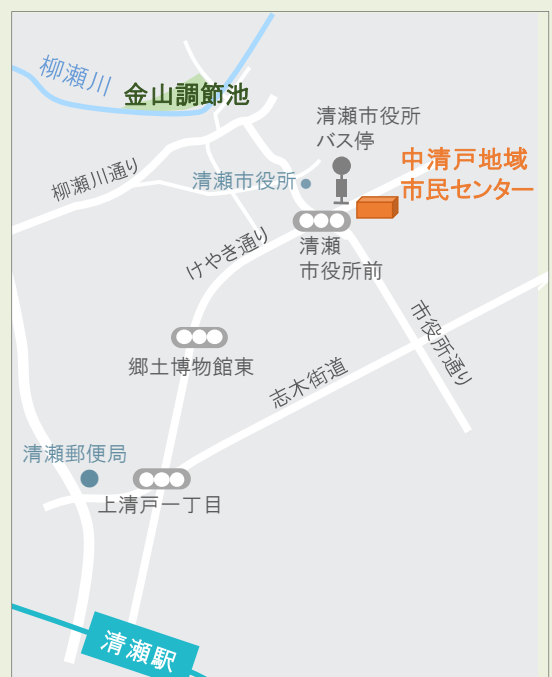 柳瀬川
金山調節池
清瀬市役所
バス停
中清戸地域
市民センター
柳瀬川通り
清瀬市役所
けやき通り
清瀬
市役所前
市役所通り
郷土博物館東
志木街道
清瀬郵便局
上清戸一丁目
清瀬駅